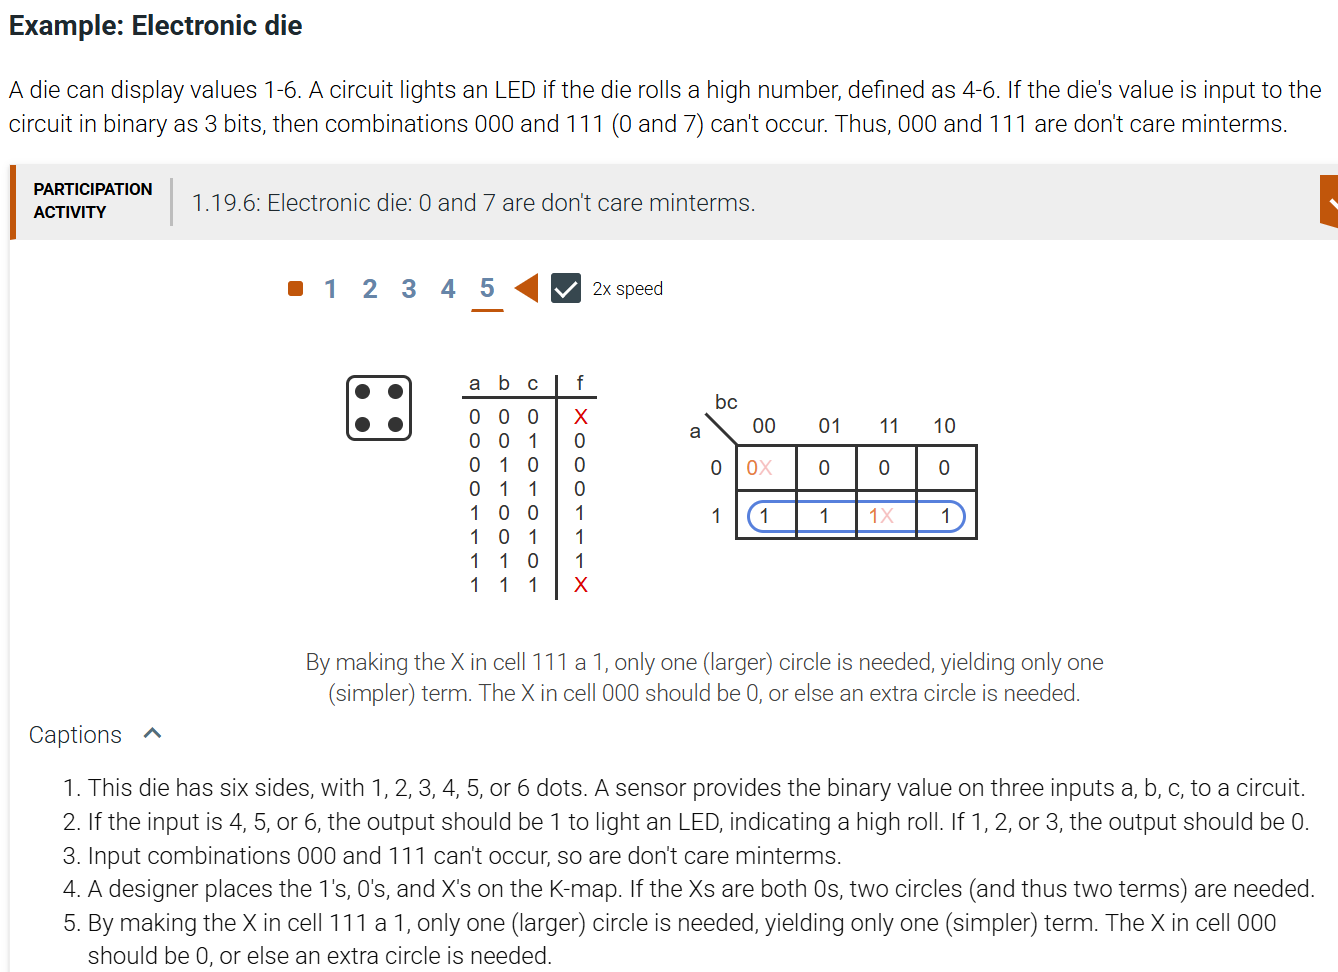 Example: Electronic die
A die can display values 1-6. A circuit lights an LED if the die rolls a high number, defined as 4-6. If the die's value is input to the
circuit in binary as 3 bits, then combinations 000 and 111 (0 and 7) can't occur. Thus, 000 and 111 are don't care minterms.
PARTICIPATION
ACTIVITY
1.19.6: Electronic die: 0 and 7 are don't care minterms.
1 2 3 4 5 2x speed
a b c f
0 0 0 X
0 0 1 0
0 1 0 0
0 1 1 0
1 0 0 1
1 0 1 1
1 1 0 1
1 1 1 X
bc
a
00 01 11 10
0 0X 0 0 0
1 1 1 1X 1
By making the X in cell 111 a 1, only one (larger) circle is needed, yielding only one
(simpler) term. The X in cell 000 should be 0, or else an extra circle is needed.
Captions
1. This die has six sides, with 1, 2, 3, 4, 5, or 6 dots. A sensor provides the binary value on three inputs a, b, c, to a circuit.
2. If the input is 4, 5, or 6, the output should be 1 to light an LED, indicating a high roll. If 1, 2, or 3, the output should be 0.
3. Input combinations 000 and 111 can't occur, so are don't care minterms.
4. A designer places the 1's, 0's, and X's on the K-map. If the Xs are both 0s, two circles (and thus two terms) are needed.
5. By making the X in cell 111 a 1, only one (larger) circle is needed, yielding only one (simpler) term. The X in cell 000
should be 0, or else an extra circle is needed.